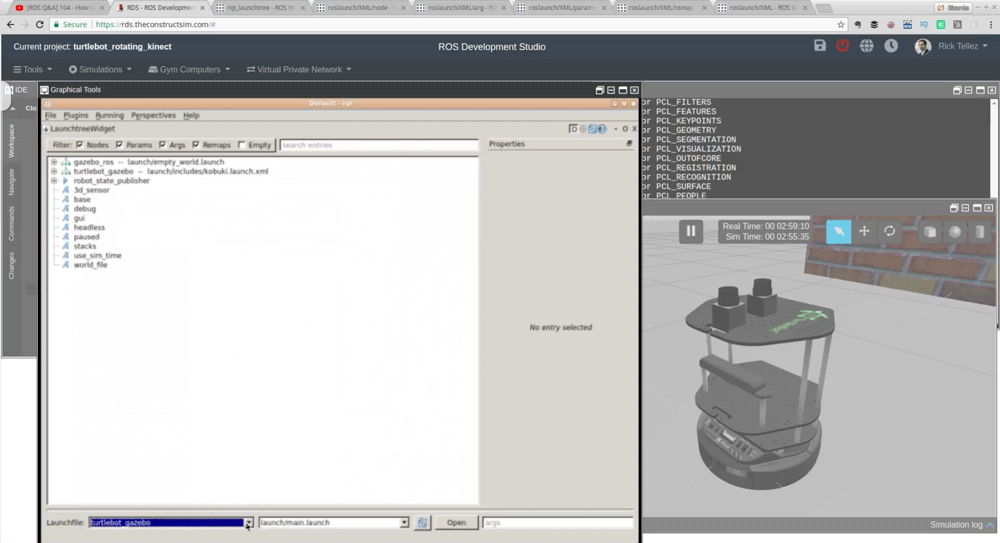 [ROS Q&A] 104 - How
RDS - ROS Developmen
rqt_launchtree - ROS W
roslaunch/XML/node -
roslaunch/XML/arg - RO
roslaunch/XML/param
roslaunch/XML/remap
roslaunch/XML - ROS W
Ricardo
Secure https://rds.theconstructsim.com/#
Current project: turtlebot_rotating_kinect
ROS Development Studio
Rick Tellez
Tools
Simulations
Gym Computers
Virtual Private Network
IDE
Graphical Tools
Clo
Default - rqt
File Plugins Running Perspectives Help
LaunchtreeWidget
Filter: Nodes Params Args Remaps Empty search entries
Properties
gazebo_ros -- launch/empty_world.launch
turtlebot_gazebo -- launch/includes/kobuki.launch.xml
robot_state_publisher
3d_sensor
base
debug
gui
headless
paused
stacks
use_sim_time
world_file
No entry selected
Workspace
Navigate
Commands
Changes
or PCL_FILTERS
or PCL_FEATURES
or PCL_KEYPOINTS
or PCL_GEOMETRY
or PCL_SEGMENTATION
or PCL_VISUALIZATION
or PCL_OUTOFCORE
or PCL_REGISTRATION
or PCL_RECOGNITION
or PCL_SURFACE
or PCL_PEOPLE
Real Time: 00 02:59:10
Sim Time: 00 02:55:35
Launchfile: turtlebot_gazebo launch/main.launch Open args
Simulation log